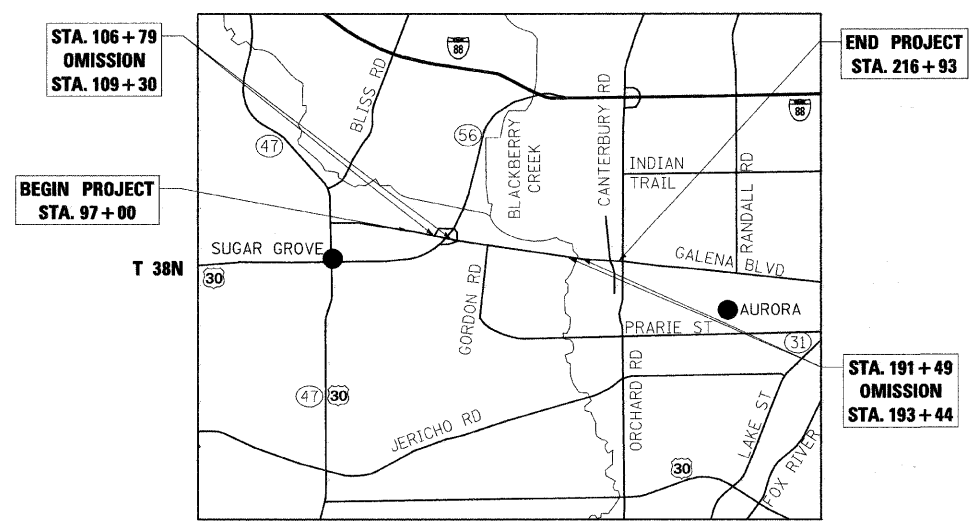 STA. 106+79
OMISSION
STA. 109+30
88
END PROJECT
STA. 216+93
BLISS RD
47
56
BLACKBERRY
CREEK
CANTERBURY RD
88
INDIAN
TRAIL
RANDALL RD
BEGIN PROJECT
STA. 97+00
SUGAR GROVE
T 38N
30
GORDON RD
GALENA BLVD
AURORA
PRARIE ST
31
STA. 191+49
OMISSION
STA. 193+44
47
30
JERICHO RD
ORCHARD RD
LAKE ST
FOX RIVER
30